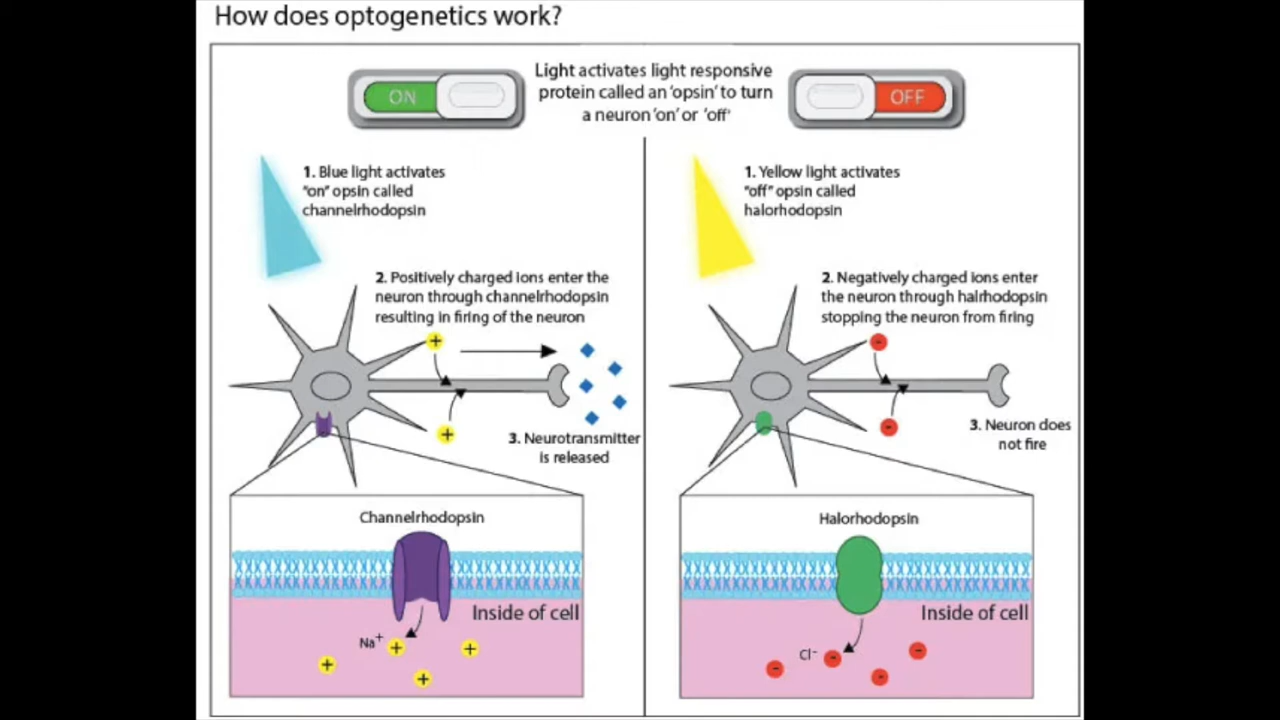 How does optogenetics work?
ON
Light activates light responsive
protein called an 'opsin' to turn
a neuron 'on' or 'off'
OFF
1. Blue light activates
"on" opsin called
channelrhodopsin
2. Positively charged ions enter the
neuron through channelrhodopsin
resulting in firing of the neuron
+
+
3. Neurotransmitter
is released
Channelrhodopsin
Inside of cell
Na+
+
+
+
+
1. Yellow light activates
"off" opsin called
halorhodopsin
2. Negatively charged ions enter
the neuron through halrhodopsin
stopping the neuron from firing
-
-
3. Neuron does
not fire
Halorhodopsin
Inside of cell
Cl-
-
-
-
-